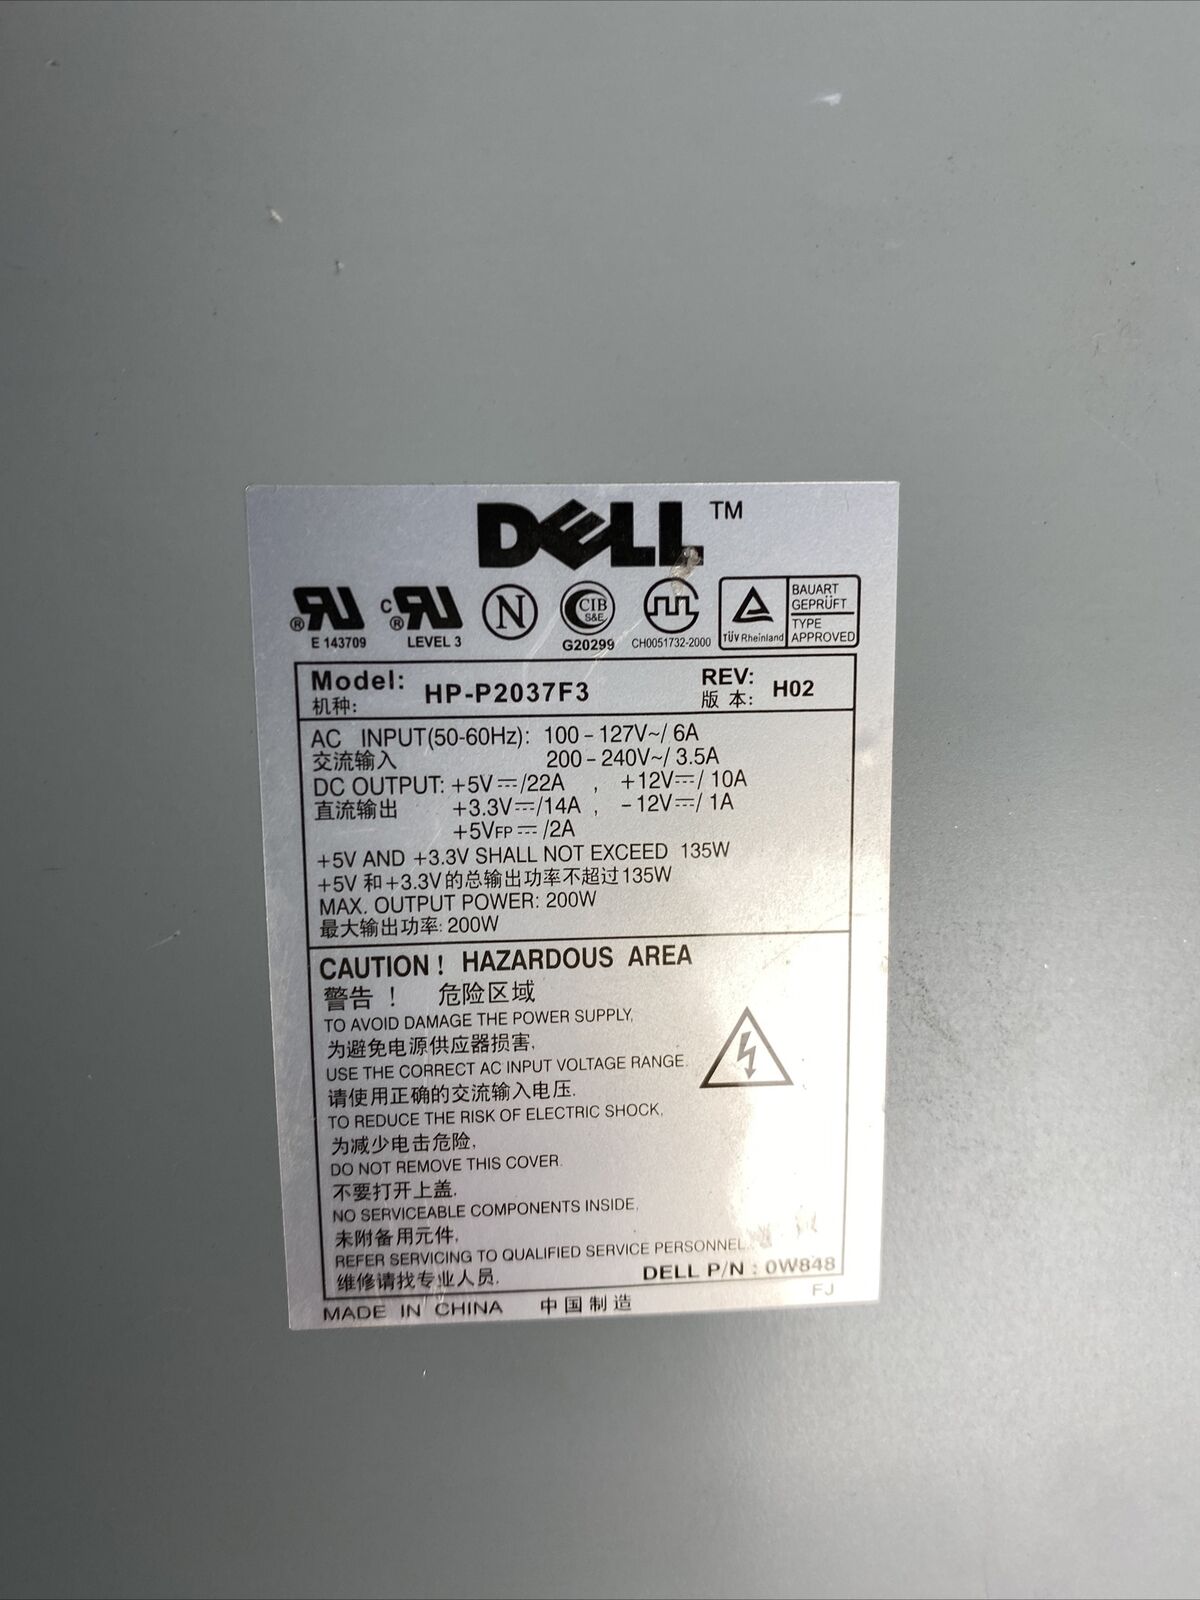 DELL™
RU ® E 143709
C RU ® LEVEL 3
N
CIB S&E G20299
CH0051732-2000
TÜV Rheinland
BAUART GEPRÜFT
TYPE APPROVED
Model: HP-P2037F3 REV: H02
机种: 版 本:
AC INPUT(50-60Hz): 100-127V~/ 6A
交流输入 200-240V~/ 3.5A
DC OUTPUT: +5V⎓/22A , +12V⎓/ 10A
直流输出 +3.3V⎓/14A , -12V⎓/ 1A
+5VFP⎓/2A
+5V AND +3.3V SHALL NOT EXCEED 135W
+5V 和+3.3V的总输出功率不超过135W
MAX. OUTPUT POWER: 200W
最大输出功率: 200W
CAUTION ! HAZARDOUS AREA
警告 ! 危险区域
TO AVOID DAMAGE THE POWER SUPPLY,
为避免电源供应器损害,
USE THE CORRECT AC INPUT VOLTAGE RANGE.
请使用正确的交流输入电压.
TO REDUCE THE RISK OF ELECTRIC SHOCK,
为减少电击危险,
DO NOT REMOVE THIS COVER.
不要打开上盖.
NO SERVICEABLE COMPONENTS INSIDE,
未附备用元件,
REFER SERVICING TO QUALIFIED SERVICE PERSONNEL.
维修请找专业人员. DELL P/N : 0W848
MADE IN CHINA 中国制造 FJ